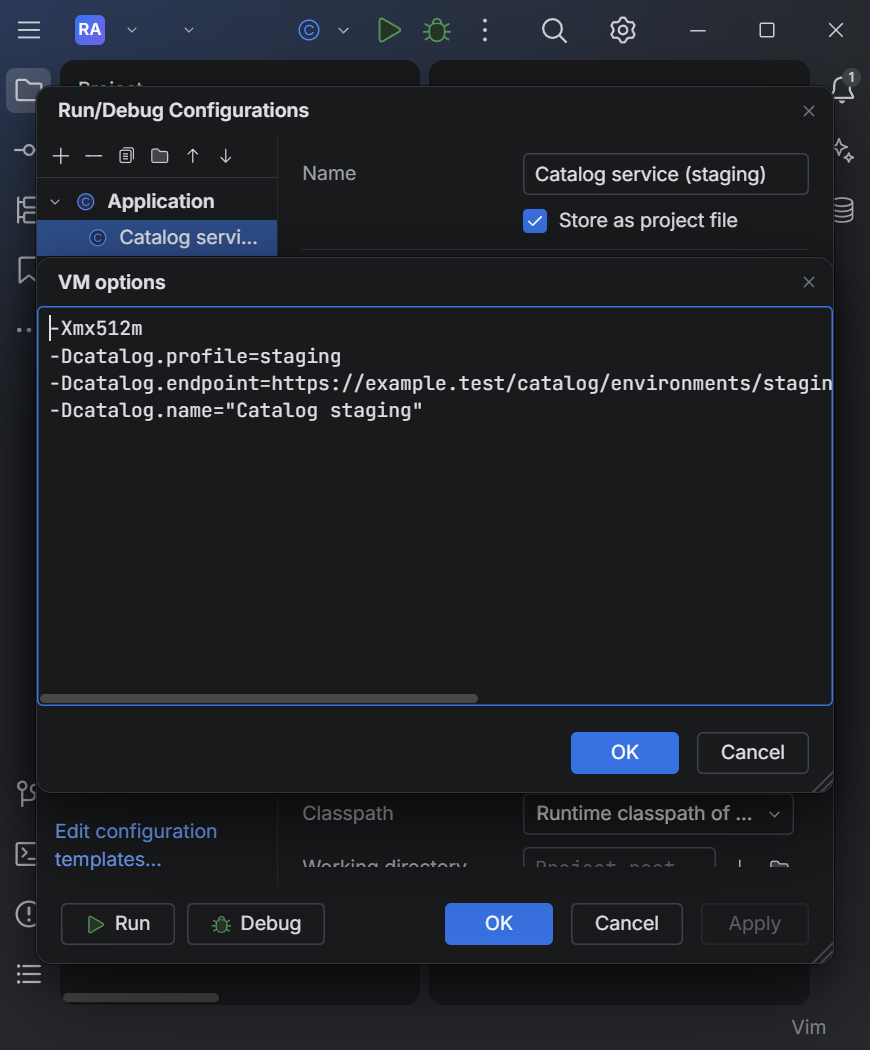 RA
1
Run/Debug Configurations
Name
Catalog service (staging)
Store as project file
Application
Catalog servi...
VM options
-Xmx512m
-Dcatalog.profile=staging
-Dcatalog.endpoint=https://example.test/catalog/environments/stagin
-Dcatalog.name="Catalog staging"
OK
Cancel
Classpath
Runtime classpath of ...
Edit configuration
templates...
Working directory
Run
Debug
OK
Cancel
Apply
Vim